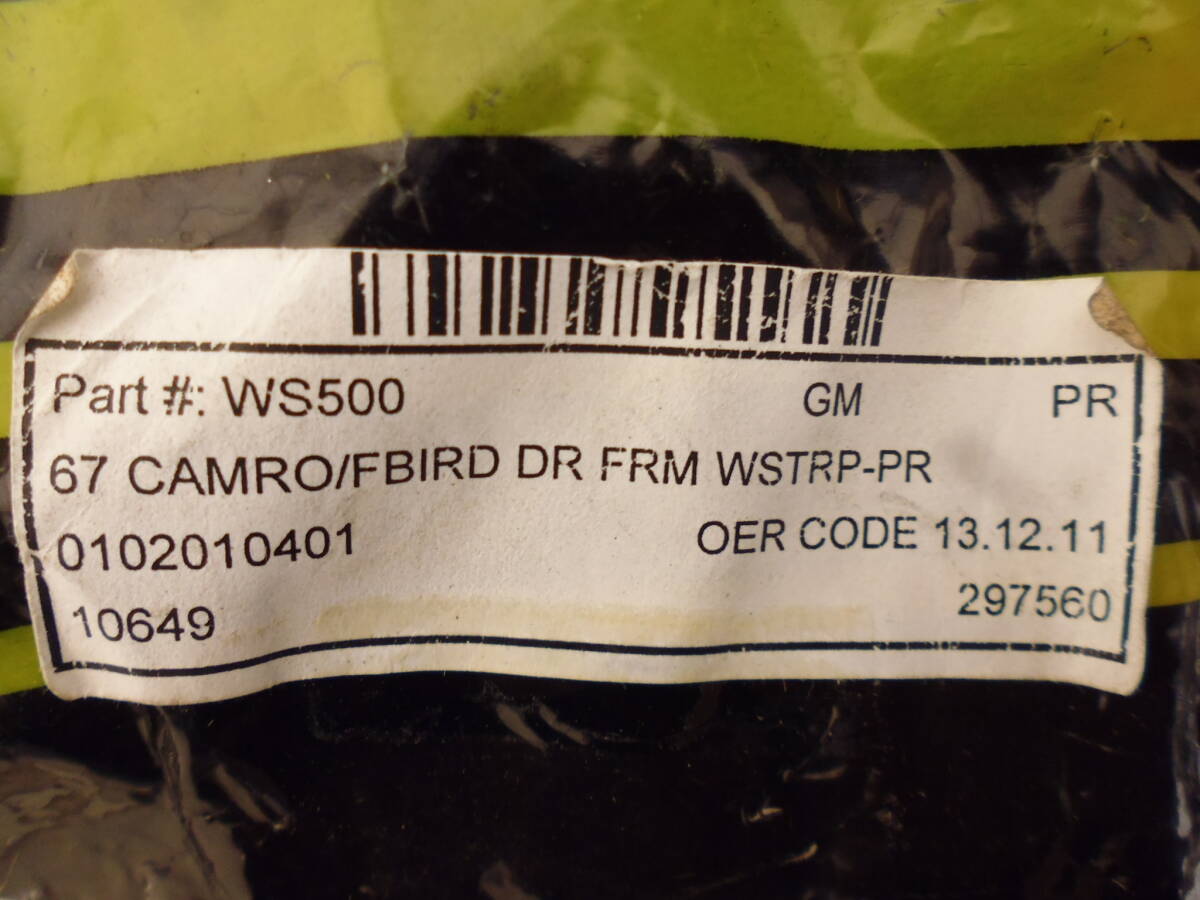 Part #: WS500 GM PR
67 CAMRO/FBIRD DR FRM WSTRP-PR
0102010401 OER CODE 13.12.11
10649 297560